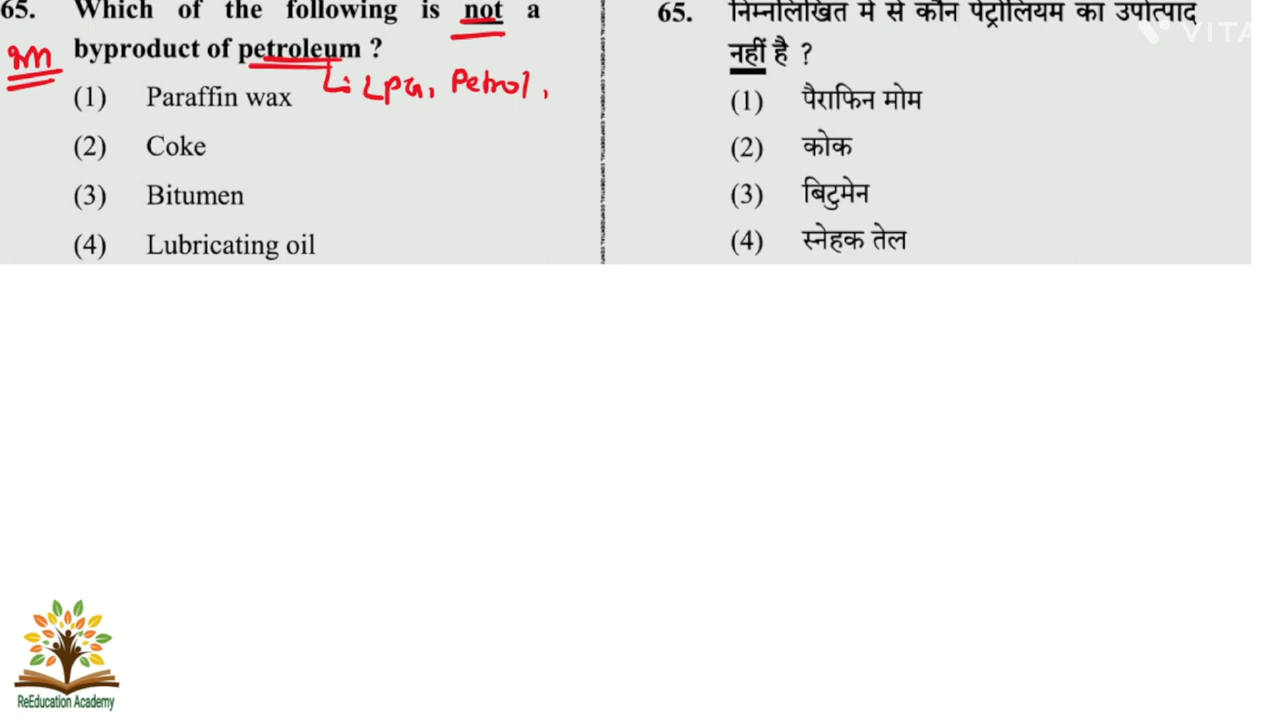 65. Which of the following is not a
byproduct of petroleum ?
LPG, Petrol,
(1) Paraffin wax
(2) Coke
(3) Bitumen
(4) Lubricating oil
65. निम्नलिखित में से कौन पेट्रोलियम का उपोत्पाद
नहीं है ?
(1) पैराफिन मोम
(2) कोक
(3) बिटुमेन
(4) स्नेहक तेल
VITA
ReEducation Academy